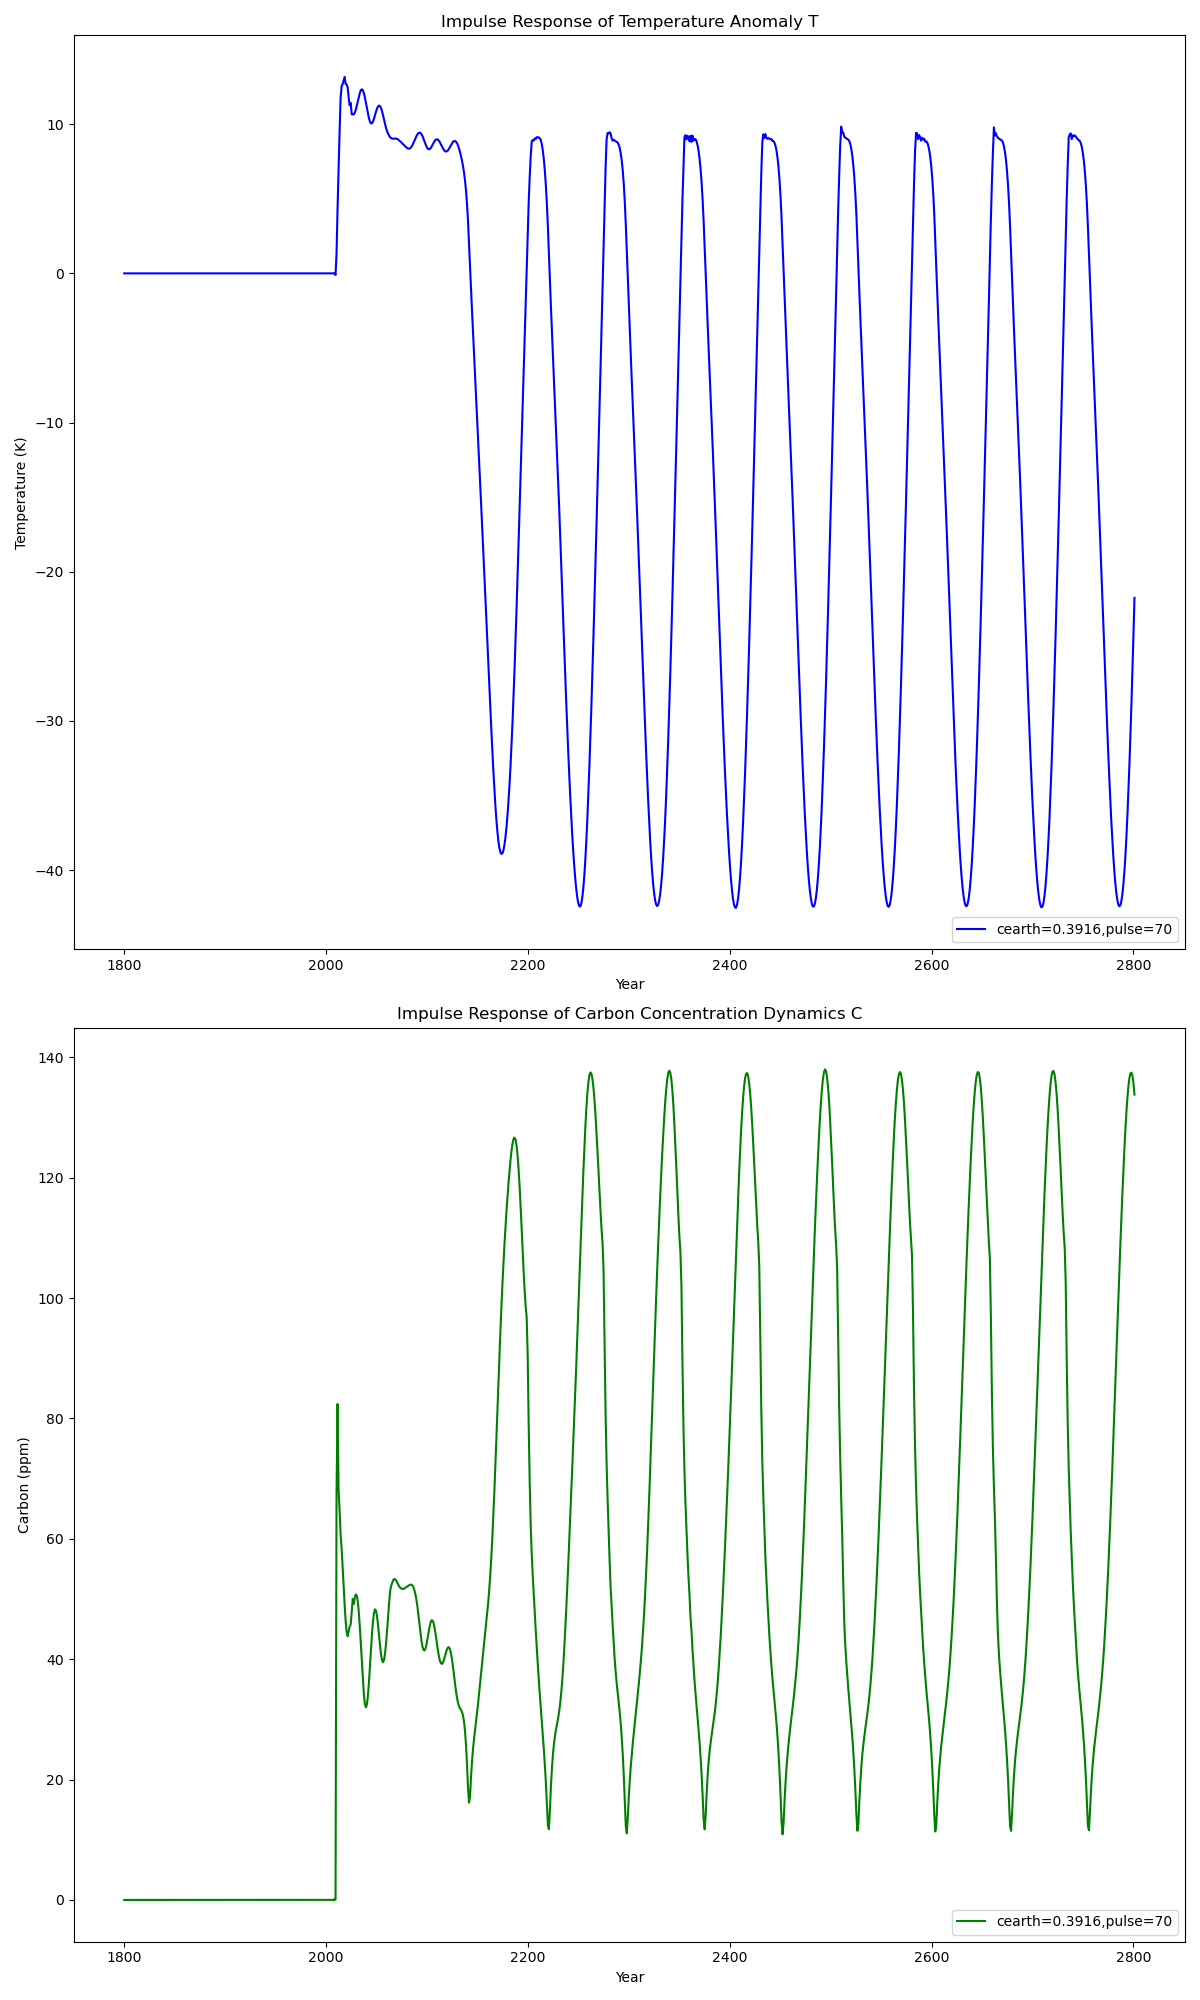 Impulse Response of Temperature Anomaly T
Temperature (K)
10
0
−10
−20
−30
−40
cearth=0.3916,pulse=70
1800 2000 2200 2400 2600 2800
Year
Impulse Response of Carbon Concentration Dynamics C
Carbon (ppm)
140
120
100
80
60
40
20
0
cearth=0.3916,pulse=70
1800 2000 2200 2400 2600 2800
Year